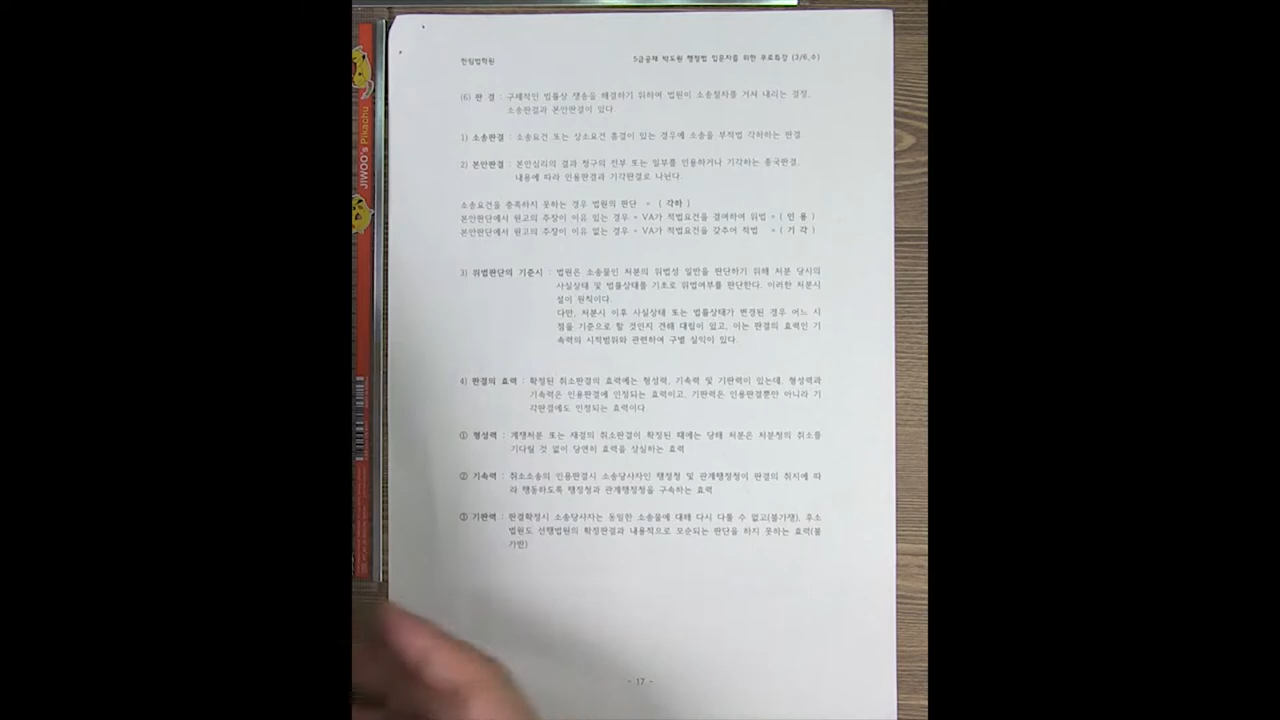 JIWOO's Pikachu
한림법학원
5급공채 박도원 행정법 입문자를 위한 무료특강 (3/6,수)
(6) 판 결 : 구체적인 법률상 쟁송을 해결하기 위하여 법원이 소송절차를 거쳐 내리는 결정,
소송판결과 본안판결이 있다.
1) 소송판결 : 소송요건 또는 상소요건 흠결이 있는 경우에 소송을 부적법 각하하는 판결
2) 본안판결 : 본안심리의 결과 청구의 전부 또는 일부를 인용하거나 기각하는 종국판결,
내용에 따라 인용판결과 기각판결로 나뉜다.
소송요건을 충족하지 못하는 경우 법원의 판단 = ( 각하 )
본안판단에서 원고의 주장이 이유 있는 경우 = VA가 적법요건을 결여하여 위법 = ( 인 용 )
본안판단에서 원고의 주장이 이유 없는 경우 = VA가 적법요건을 갖추어 적법 = ( 기 각 )
3) 위법판단의 기준시 : 법원은 소송물인 처분의 위법성 일반을 판단하기 위해 처분 당시의
사실상태 및 법률상태를 기초로 위법여부를 판단한다. 이러한 처분시
설이 원칙이다.
다만, 처분시 이후 사실상태 또는 법률상태가 변경된 경우 어느 시
점을 기준으로 할 것인지 견해 대립이 있고, 이는 판결의 효력인 기
속력의 시적범위와 관련하여 구별 실익이 있다.
4) 판결의 효력 : 확정된 취소판결의 효력에는 형성력, 기속력 및 기판력이 있는데, 형성력과
기속력은 인용판결에 인정되는 효력이고, 기판력은 인용판결뿐만 아니라 기
각판결에도 인정되는 효력이다
① 형성력 : 계쟁처분 또는 재결의 취소판결이 확정된 때에는 당해 처분은 처분청의 취소를
기다릴 것 없이 당연히 효력을 상실하는 효력
② 기속력 : 취소소송의 인용판결시 소송당사자인 행정청 및 관계행정청이 판결의 취지에 따
라 행동하도록 행정청과 관계행정청을 구속하는 효력
③ 기판력 : 판결확정시 소송당사자는 동일한 소송물에 대해 다시 다툴 수 없고(불가쟁), 후소
법원도 선행법원의 확정판결과 내용적으로 모순되는 판단을 하지 못하는 효력(불
가반)
- 17 -